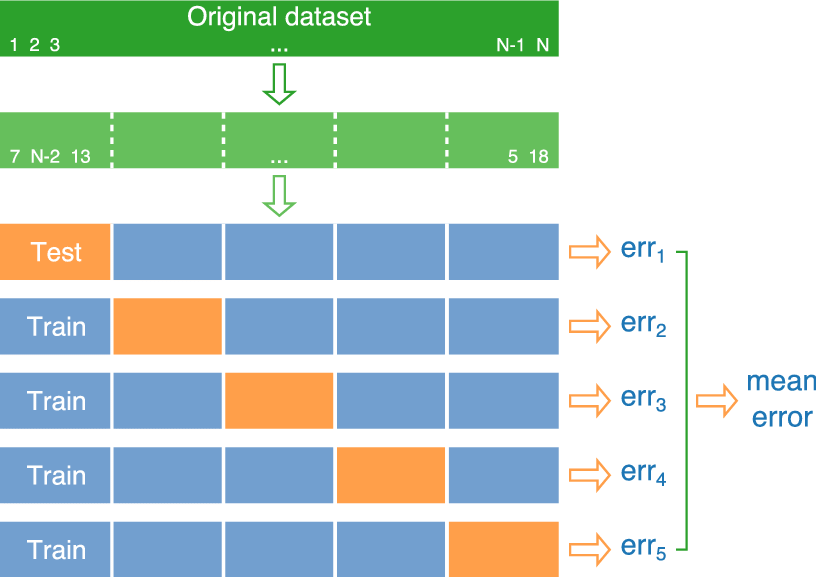 Original dataset
1 2 3 ... N-1 N
7 N-2 13 ... 5 18
Test
err1
Train
err2
Train
err3
mean
error
Train
err4
Train
err5